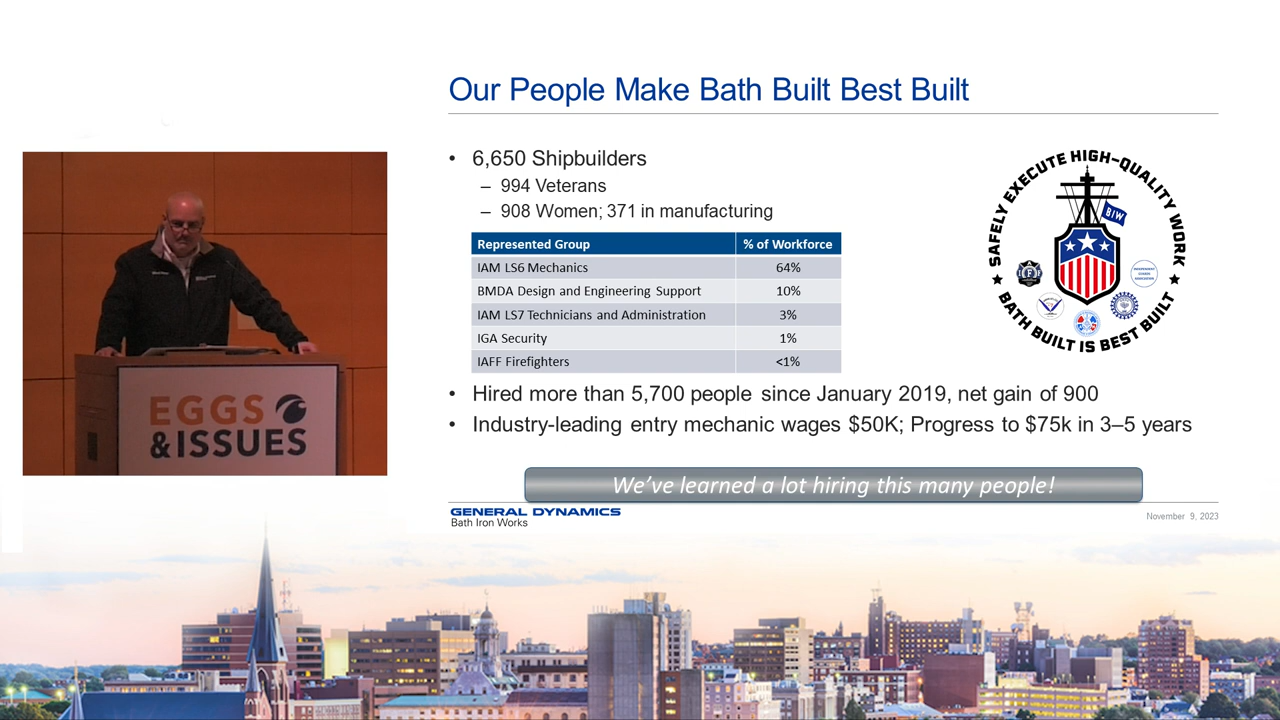 Our People Make Bath Built Best Built
• 6,650 Shipbuilders
– 994 Veterans
– 908 Women; 371 in manufacturing
Represented Group % of Workforce
IAM LS6 Mechanics 64%
BMDA Design and Engineering Support 10%
IAM LS7 Technicians and Administration 3%
IGA Security 1%
IAFF Firefighters <1%
SAFELY EXECUTE HIGH-QUALITY WORK
BIW
★ BATH BUILT IS BEST BUILT ★
• Hired more than 5,700 people since January 2019, net gain of 900
• Industry-leading entry mechanic wages $50K; Progress to $75k in 3–5 years
We’ve learned a lot hiring this many people!
GENERAL DYNAMICS
Bath Iron Works
November 9, 2023
EGGS
&ISSUES